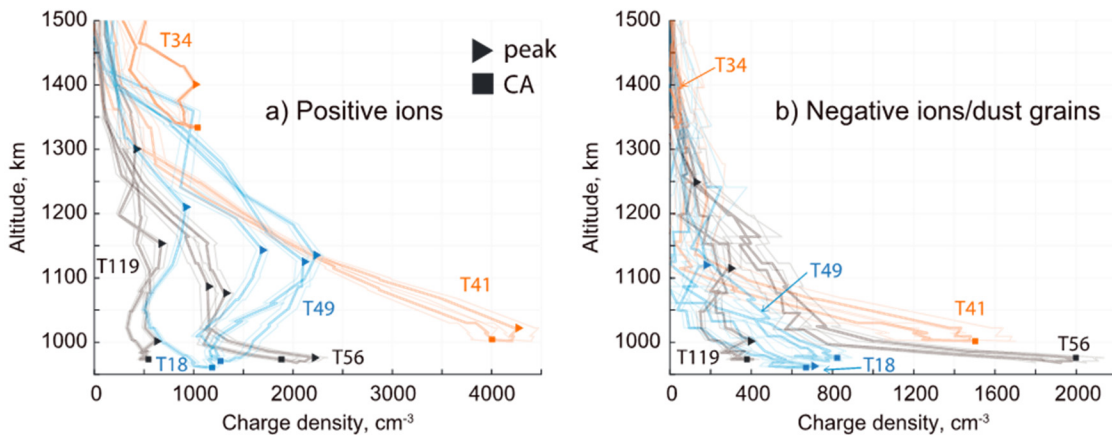 1500
1400
1300
1200
1100
1000
Altitude, km
0
1000
2000
3000
4000
Charge density, cm-3
T34
peak
CA
a) Positive ions
T119
T41
T49
T18
T56
1500
1400
1300
1200
1100
1000
Altitude, km
0
400
800
1200
1600
2000
Charge density, cm-3
T34
b) Negative ions/dust grains
T49
T41
T119
T56
T18